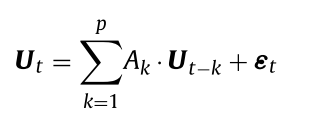 U_t = \sum_{k=1}^{p} A_k \cdot U_{t-k} + \varepsilon_t